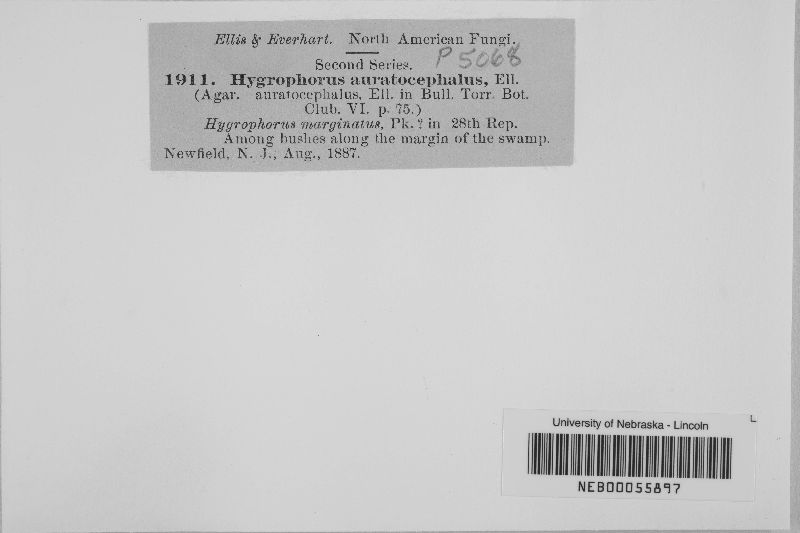 Ellis & Everhart. North American Fungi.
P 5068
Second Series.
1911. Hygrophorus auratocephalus, Ell.
(Agar. auratocephalus, Ell. in Bull. Torr. Bot.
Club. VI. p. 75.)
Hygrophorus marginatus, Pk.? in 28th Rep.
Among bushes along the margin of the swamp.
Newfield, N. J., Aug., 1887.
University of Nebraska - Lincoln
L
NEB00055897